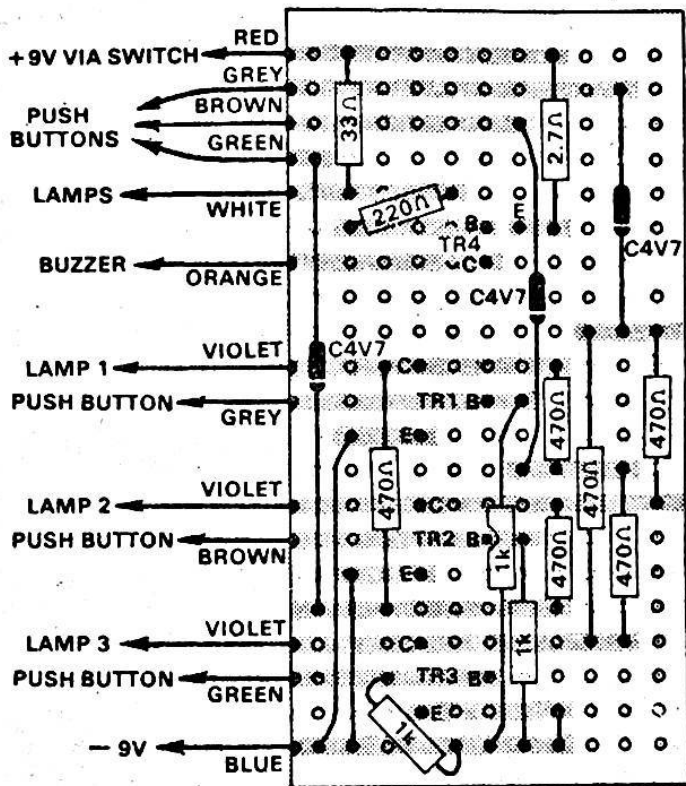 RED
+9V VIA SWITCH
GREY
BROWN
PUSH
BUTTONS
GREEN
33Ω
2.7Ω
LAMPS
WHITE
220Ω
E
B
TR4
C
C4V7
BUZZER
ORANGE
C4V7
C4V7
VIOLET
LAMP 1
C
PUSH BUTTON
TR1 B
GREY
E
470Ω
470Ω
470Ω
470Ω
VIOLET
LAMP 2
C
PUSH BUTTON
TR2 B
BROWN
E
1k
470Ω
470Ω
VIOLET
LAMP 3
C
1k
PUSH BUTTON
TR3 B
GREEN
E
1k
− 9V
BLUE